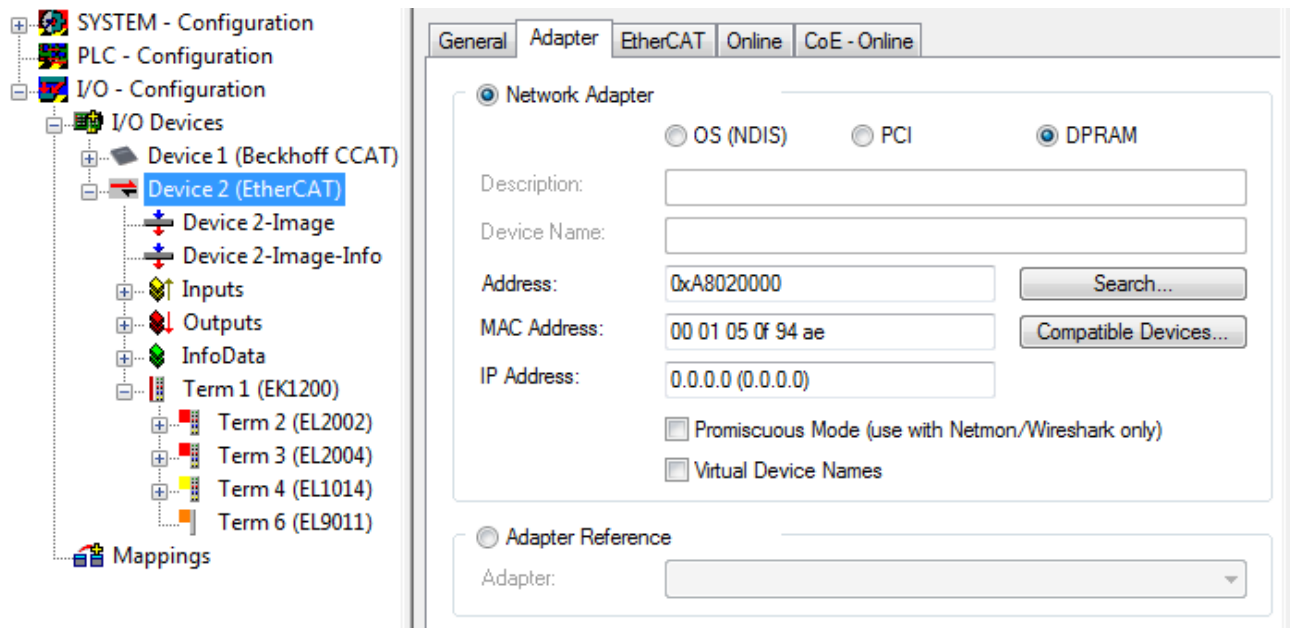 SYSTEM - Configuration
PLC - Configuration
I/O - Configuration
I/O Devices
Device 1 (Beckhoff CCAT)
Device 2 (EtherCAT)
Device 2-Image
Device 2-Image-Info
Inputs
Outputs
InfoData
Term 1 (EK1200)
Term 2 (EL2002)
Term 3 (EL2004)
Term 4 (EL1014)
Term 6 (EL9011)
Mappings
General Adapter EtherCAT Online CoE - Online
Network Adapter
OS (NDIS) PCI DPRAM
Description:
Device Name:
Address: 0xA8020000 Search...
MAC Address: 00 01 05 0f 94 ae Compatible Devices...
IP Address: 0.0.0.0 (0.0.0.0)
Promiscuous Mode (use with Netmon/Wireshark only)
Virtual Device Names
Adapter Reference
Adapter: